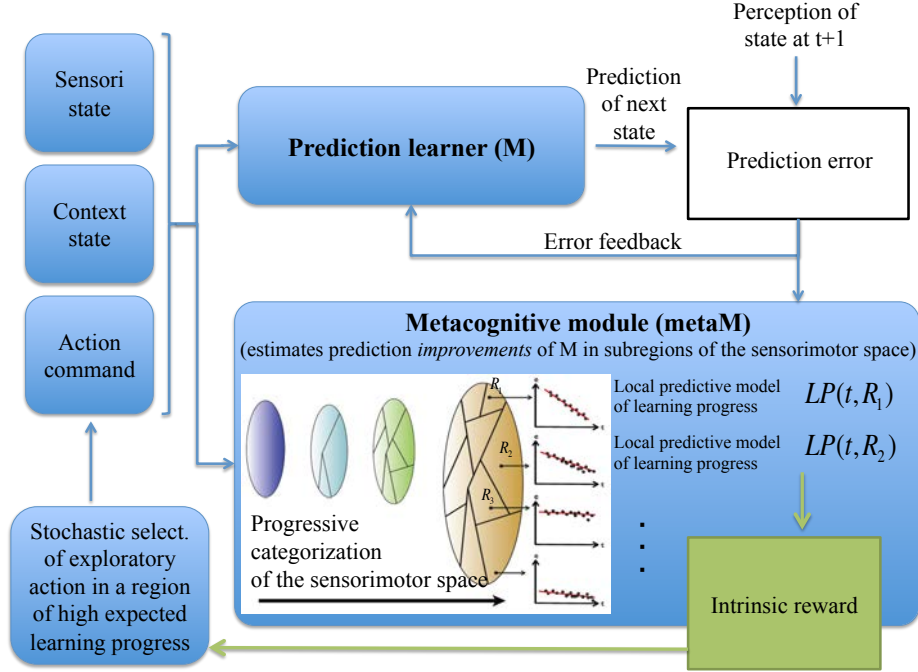 Perception of
state at t+1
Sensori
state
Context
state
Action
command
Prediction learner (M)
Prediction
of next
state
Prediction error
Error feedback
Metacognitive module (metaM)
(estimates prediction improvements of M in subregions of the sensorimotor space)
R1
R2
R3
Local predictive model
of learning progress
LP(t, R1)
Local predictive model
of learning progress
LP(t, R2)
Progressive
categorization
of the sensorimotor space
Intrinsic reward
Stochastic select.
of exploratory
action in a region
of high expected
learning progress